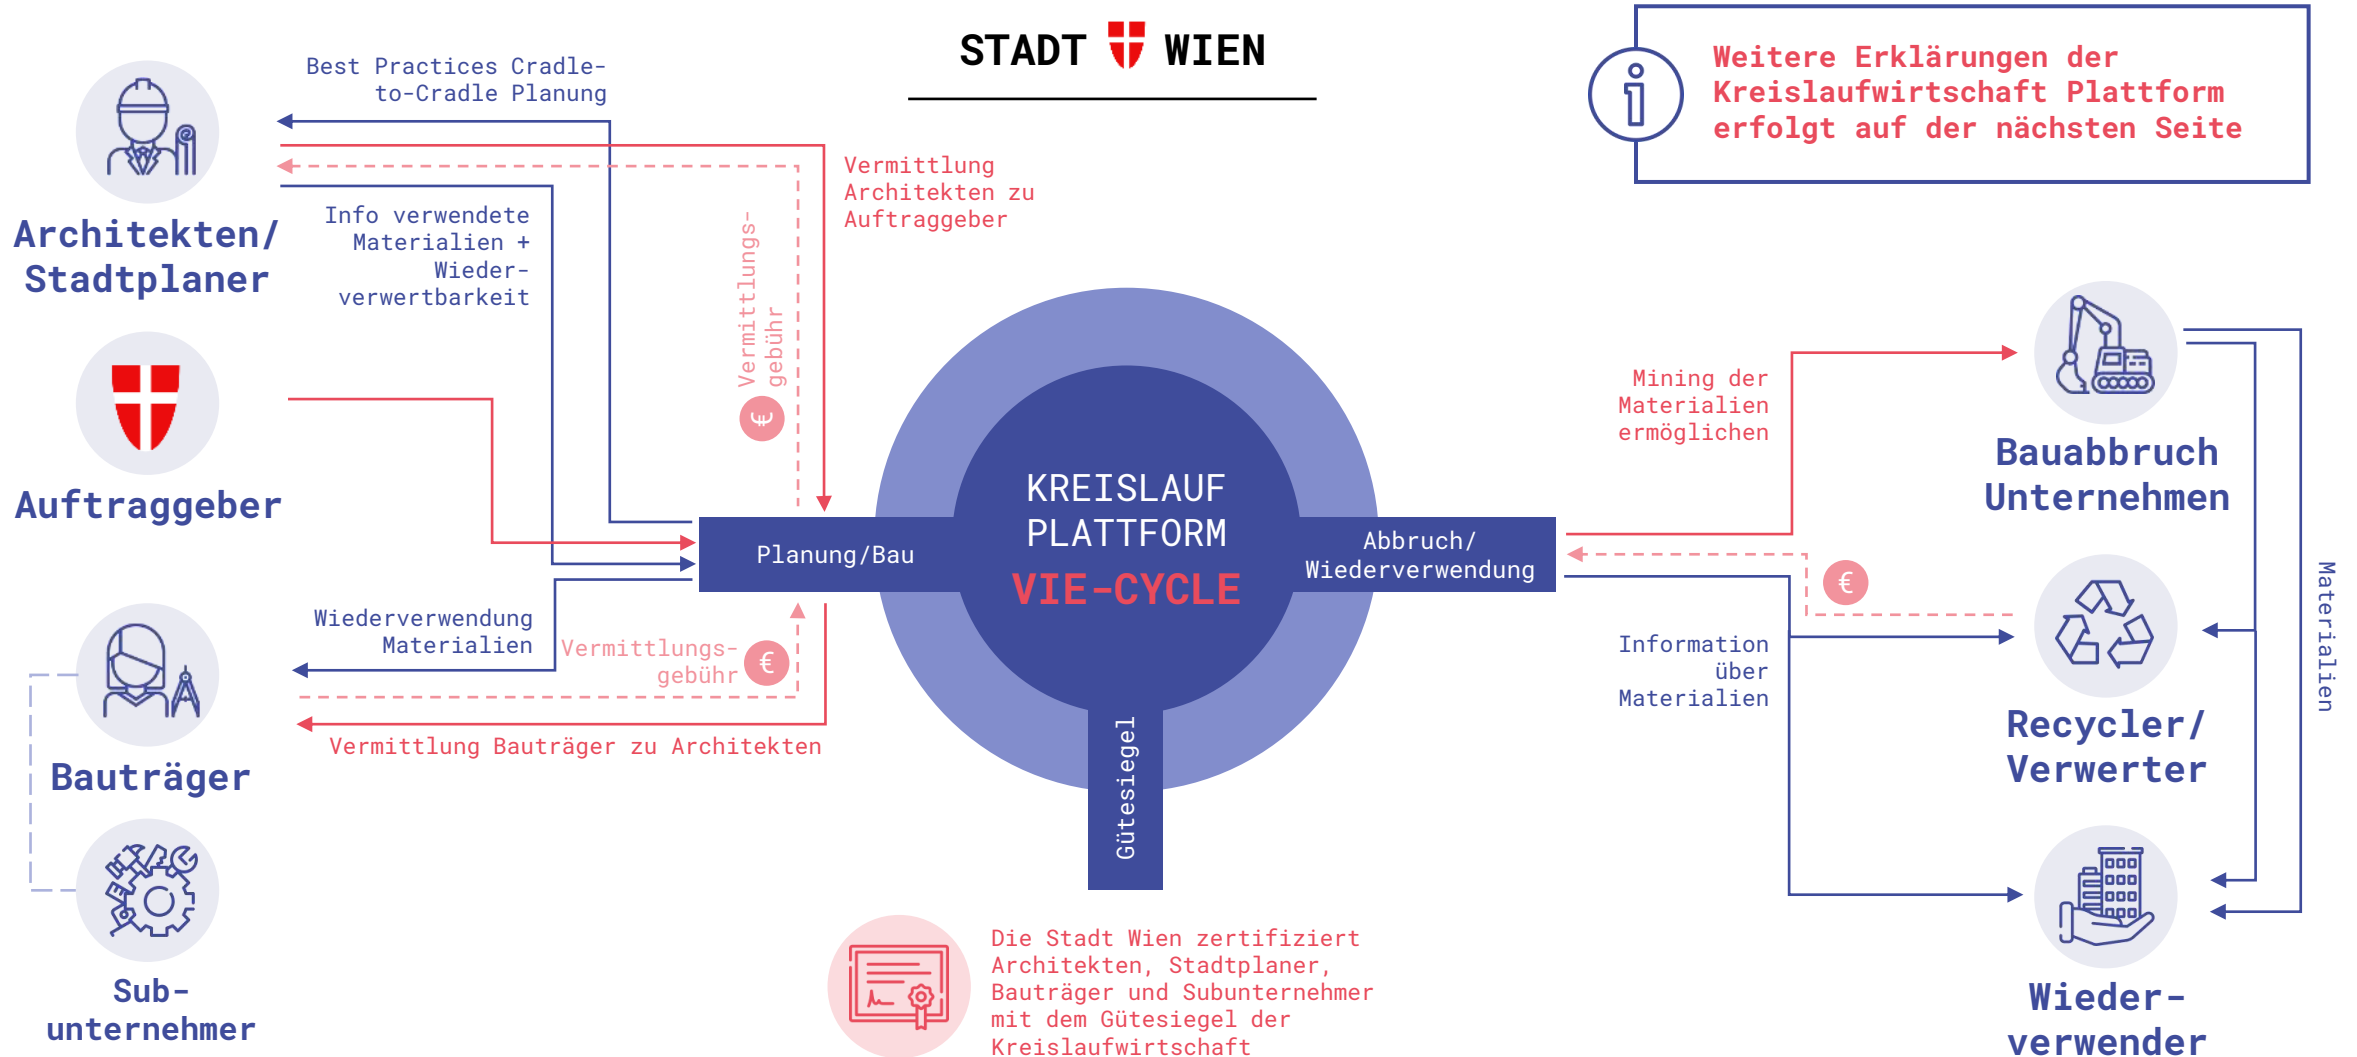 STADT WIEN
Weitere Erklärungen der
Kreislaufwirtschaft Plattform
erfolgt auf der nächsten Seite
Best Practices Cradle-
to-Cradle Planung
Architekten/
Stadtplaner
Info verwendete
Materialien +
Wieder-
verwertbarkeit
Vermittlungs-
gebühr
€
Vermittlung
Architekten zu
Auftraggeber
Auftraggeber
Planung/Bau
KREISLAUF
PLATTFORM
VIE-CYCLE
Abbruch/
Wiederverwendung
Gütesiegel
Wiederverwendung
Materialien
Vermittlungs-
gebühr
€
Vermittlung Bauträger zu Architekten
Bauträger
Sub-
unternehmer
Mining der
Materialien
ermöglichen
€
Information
über
Materialien
Bauabbruch
Unternehmen
Recycler/
Verwerter
Materialien
Wieder-
verwender
Die Stadt Wien zertifiziert
Architekten, Stadtplaner,
Bauträger und Subunternehmer
mit dem Gütesiegel der
Kreislaufwirtschaft